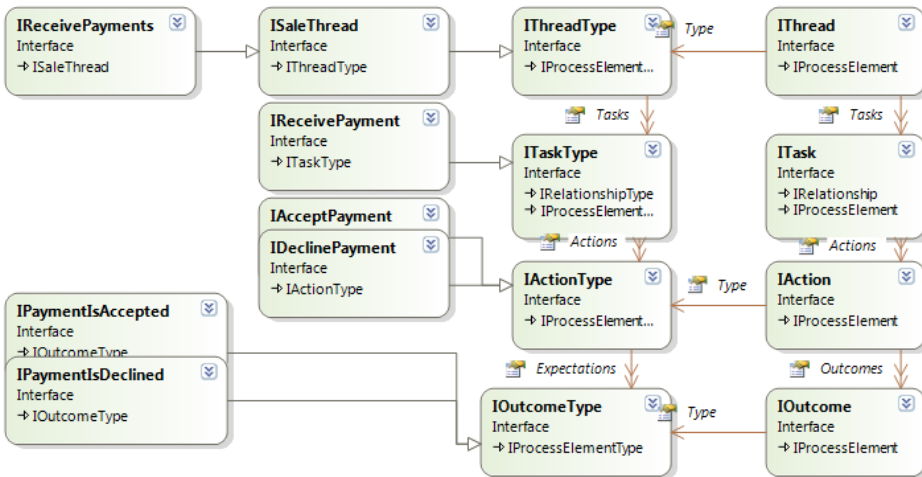 IReceivePayments
Interface
ISaleThread
ISaleThread
Interface
IThreadType
IThreadType
Interface
IProcessElement...
Type
IThread
Interface
IProcessElement
Tasks
Tasks
IReceivePayment
Interface
ITaskType
ITaskType
Interface
IRelationshipType
IProcessElement...
ITask
Interface
IRelationship
IProcessElement
IAcceptPayment
IDeclinePayment
Interface
IActionType
Actions
Actions
IActionType
Interface
IProcessElement...
Type
IAction
Interface
IProcessElement
IPaymentIsAccepted
Interface
IOutcomeType
IPaymentIsDeclined
Interface
IOutcomeType
Expectations
Outcomes
IOutcomeType
Interface
IProcessElementType
Type
IOutcome
Interface
IProcessElement